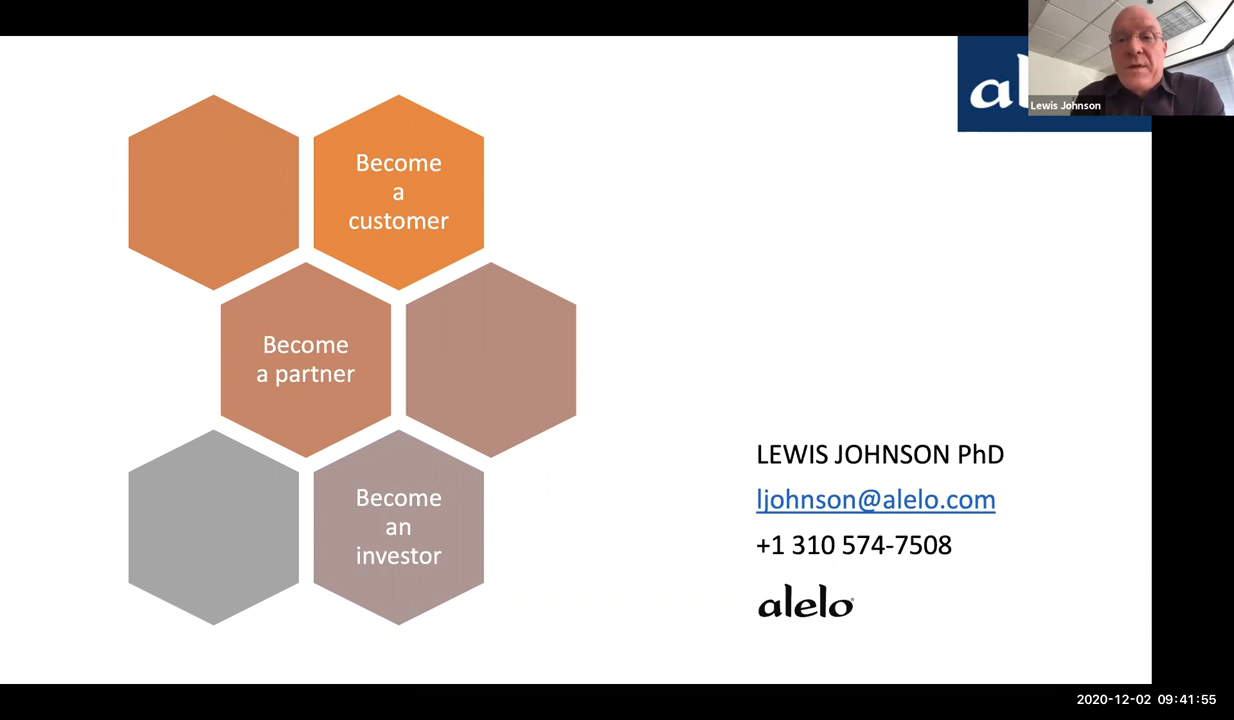 al
Lewis Johnson
Become
a
customer
Become
a partner
Become
an
investor
LEWIS JOHNSON PhD
ljohnson@alelo.com
+1 310 574-7508
alelo
2020-12-02 09:41:55